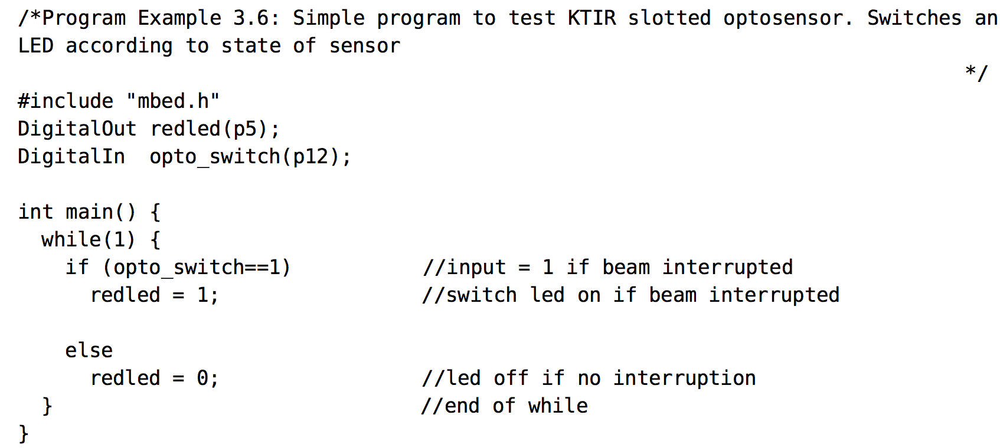 /*Program Example 3.6: Simple program to test KTIR slotted optosensor. Switches an
LED according to state of sensor
*/
#include "mbed.h"
DigitalOut redled(p5);
DigitalIn  opto_switch(p12);

int main() {
  while(1) {
    if (opto_switch==1)           //input = 1 if beam interrupted
      redled = 1;                 //switch led on if beam interrupted

    else
      redled = 0;                 //led off if no interruption
  }                               //end of while
}